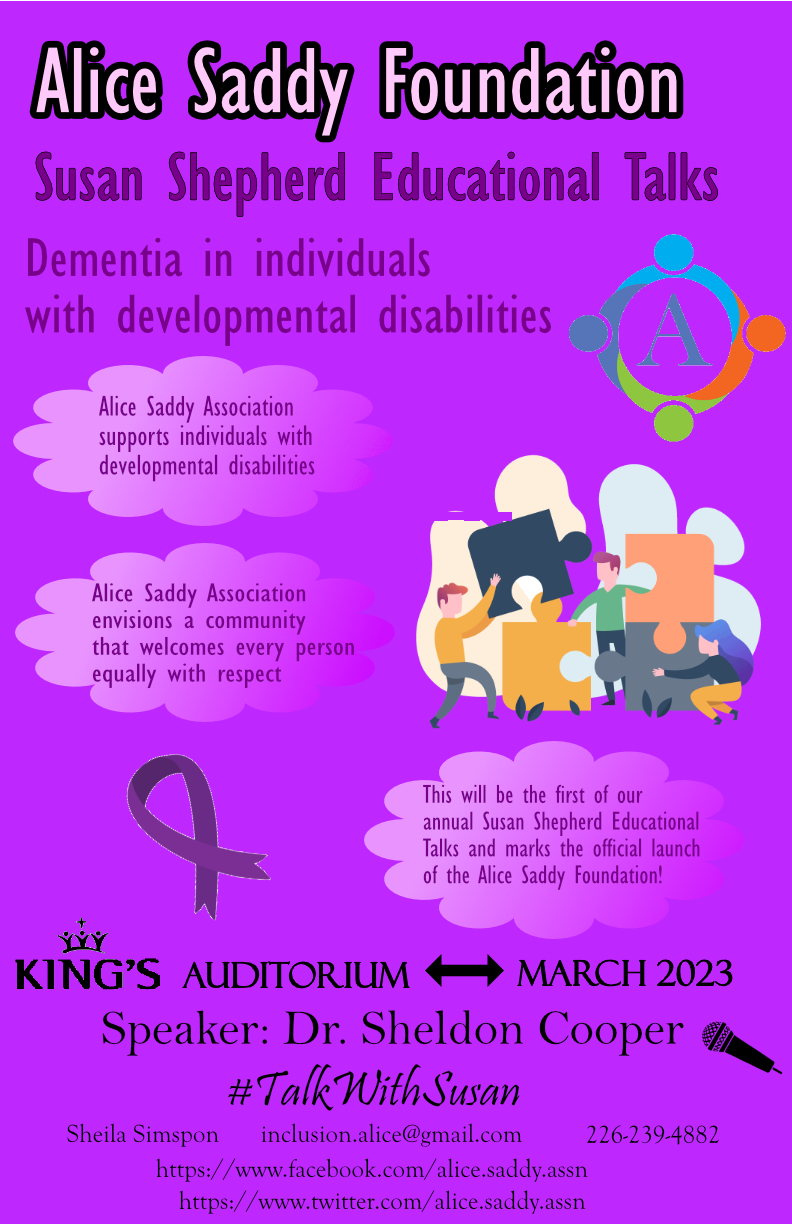 Alice Saddy Foundation
Susan Shepherd Educational Talks
Dementia in individuals
with developmental disabilities
A
Alice Saddy Association
supports individuals with
developmental disabilities
Alice Saddy Association
envisions a community
that welcomes every person
equally with respect
This will be the first of our
annual Susan Shepherd Educational
Talks and marks the official launch
of the Alice Saddy Foundation!
KING'S AUDITORIUM MARCH 2023
Speaker: Dr. Sheldon Cooper
#TalkWithSusan
Sheila Simspon inclusion.alice@gmail.com 226-239-4882
https://www.facebook.com/alice.saddy.assn
https://www.twitter.com/alice.saddy.assn